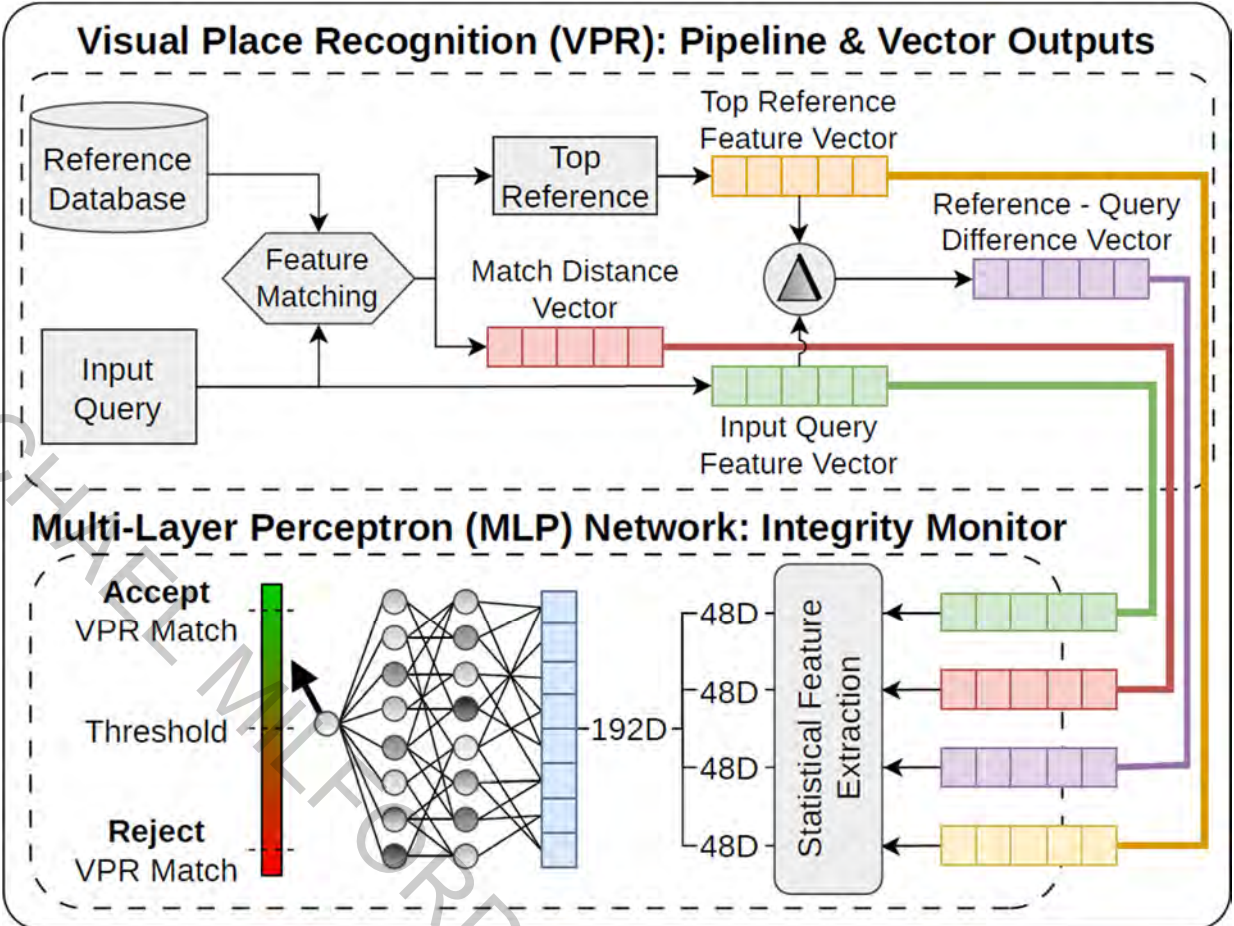 Visual Place Recognition (VPR): Pipeline & Vector Outputs
Reference
Database
Feature
Matching
Input
Query
Top
Reference
Match Distance
Vector
Top Reference
Feature Vector
Reference - Query
Difference Vector
Input Query
Feature Vector
Multi-Layer Perceptron (MLP) Network: Integrity Monitor
Accept
VPR Match
Threshold
Reject
VPR Match
192D
48D
48D
48D
48D
Statistical Feature
Extraction
CHAEL MILFORD